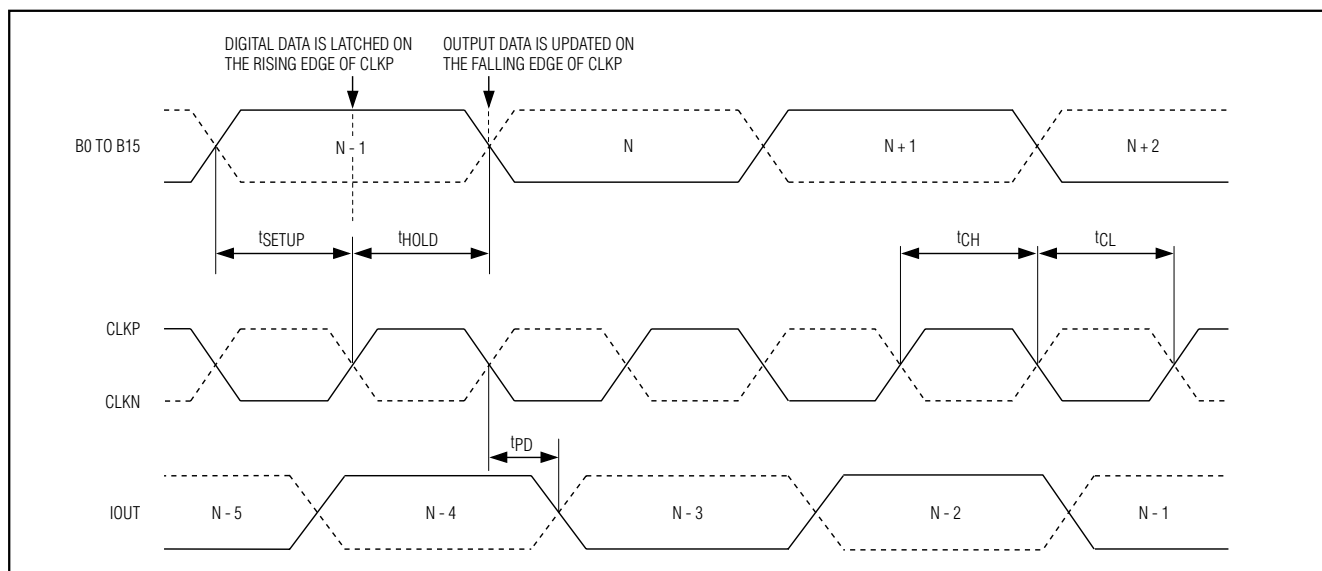 DIGITAL DATA IS LATCHED ON
THE RISING EDGE OF CLKP
OUTPUT DATA IS UPDATED ON
THE FALLING EDGE OF CLKP
B0 TO B15
N - 1
N
N + 1
N + 2
tSETUP
tHOLD
tCH
tCL
CLKP
CLKN
tPD
IOUT
N - 5
N - 4
N - 3
N - 2
N - 1